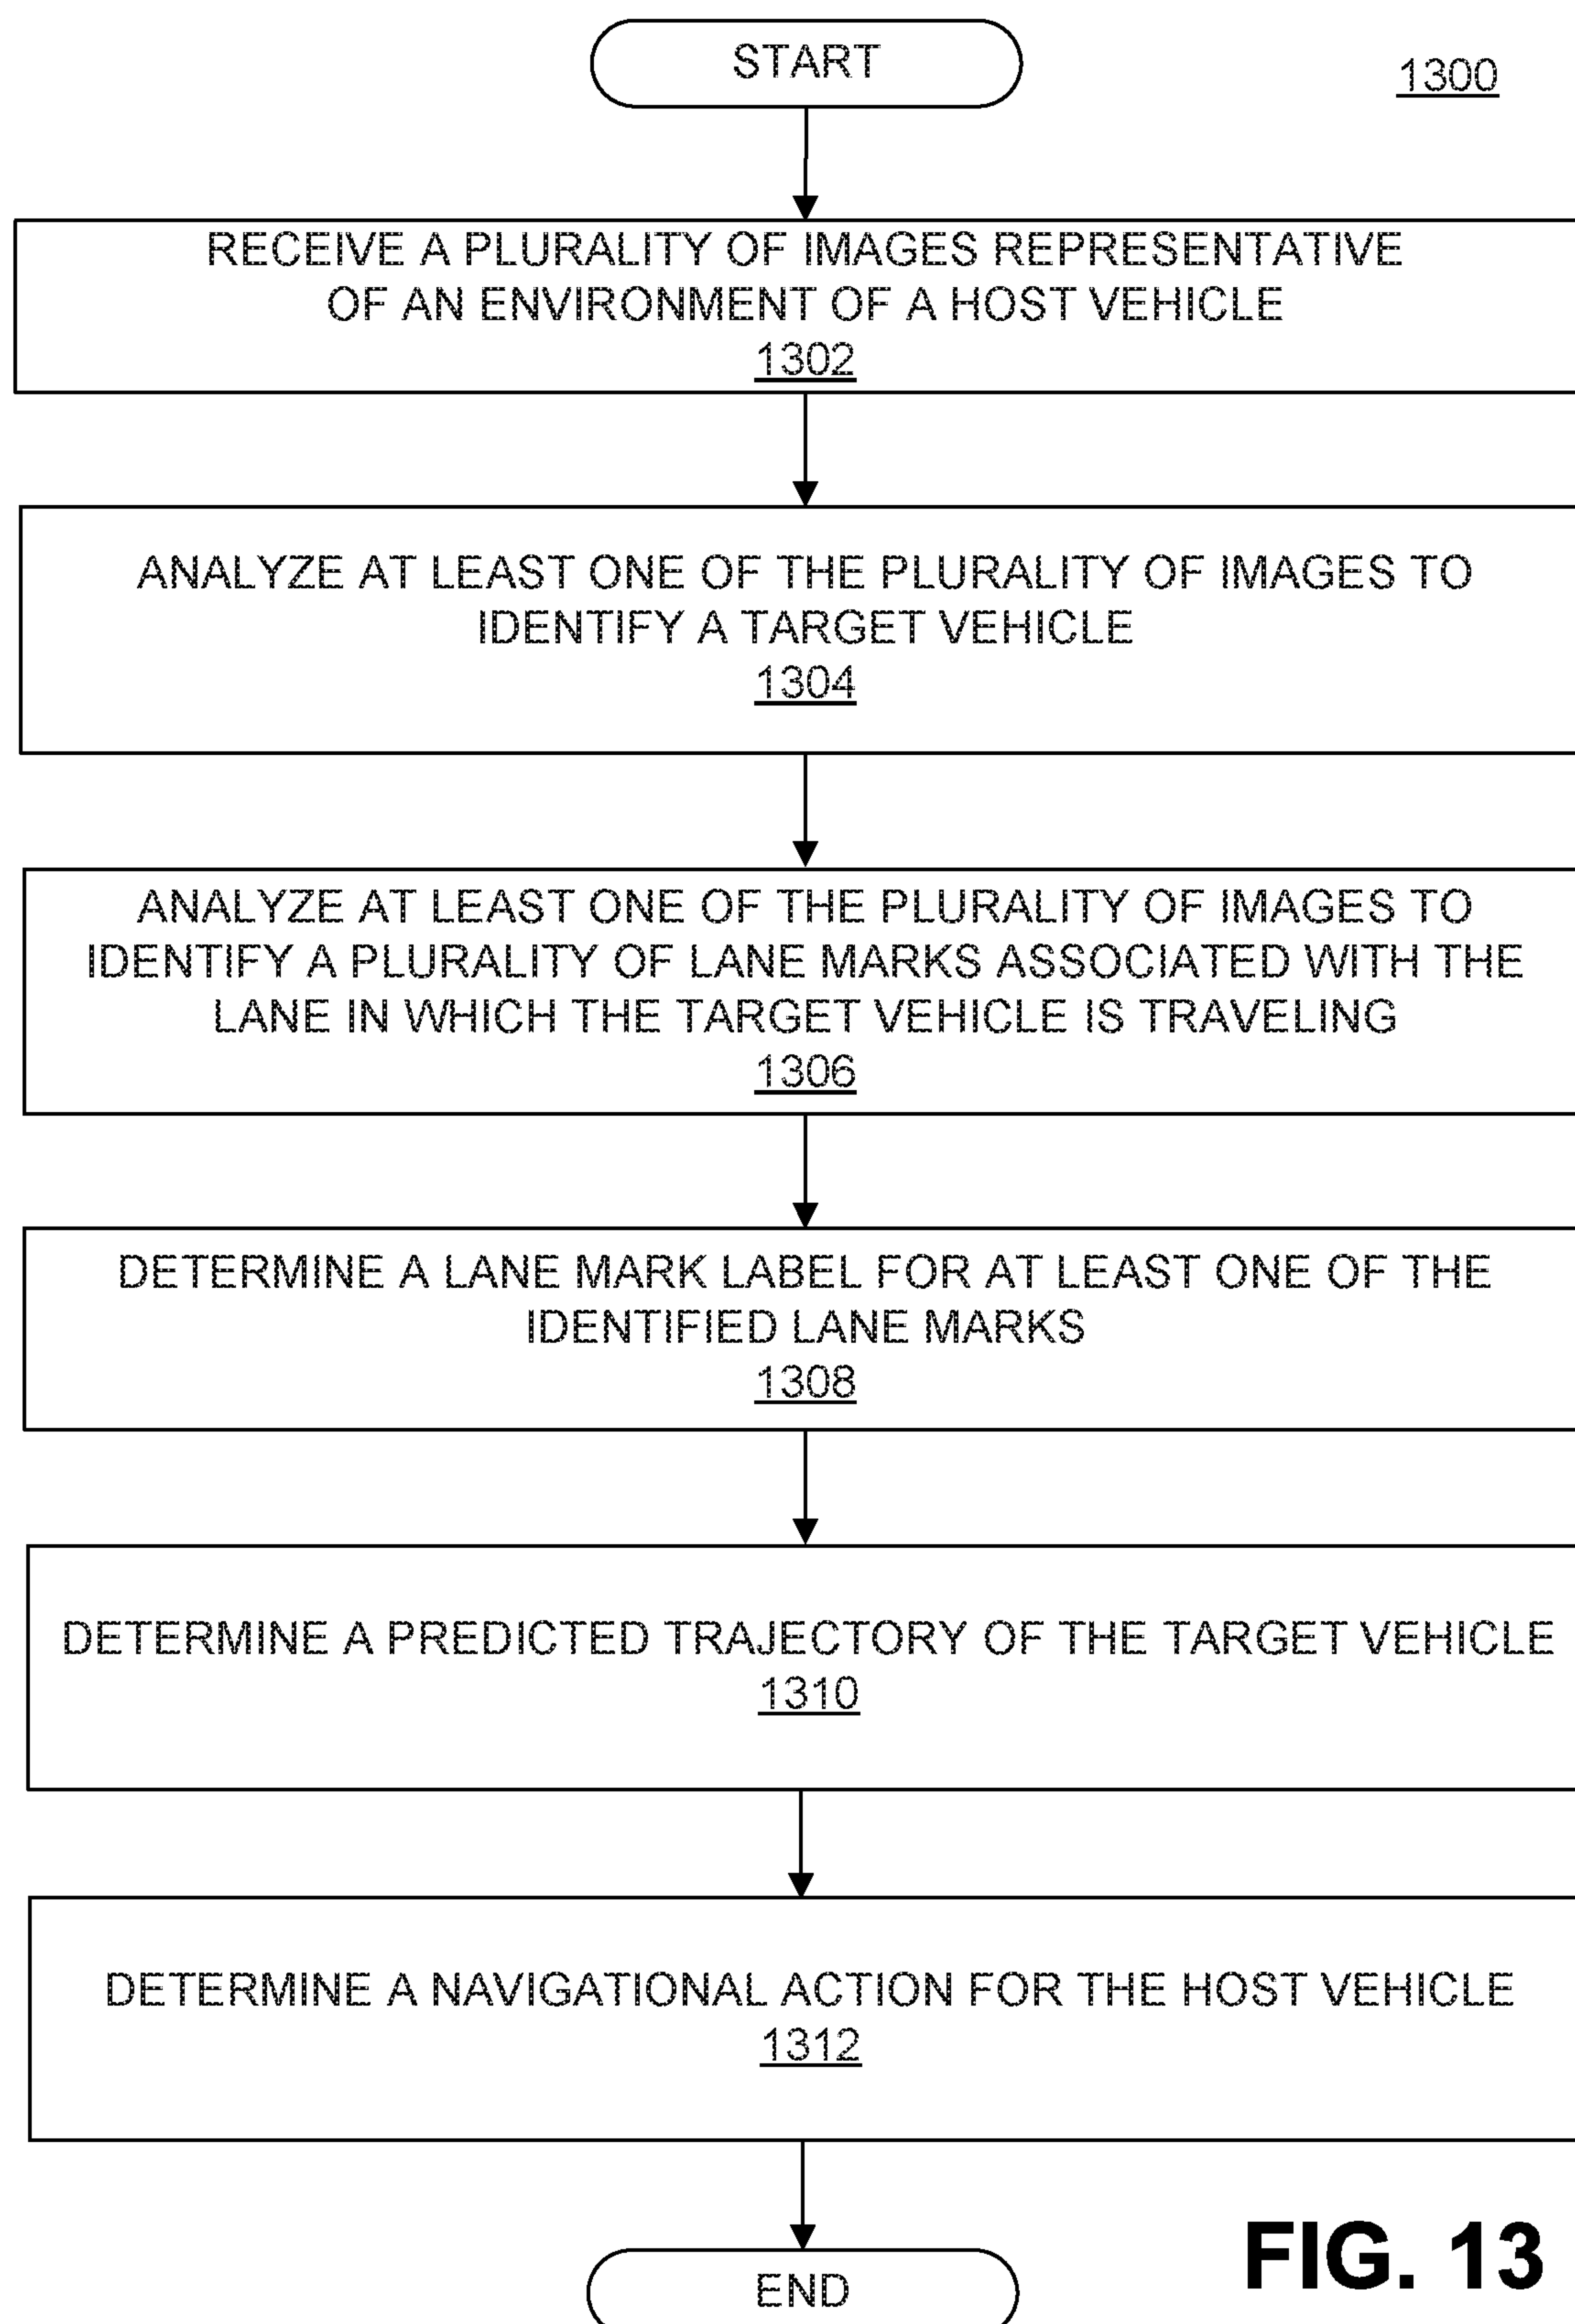 START
1300
RECEIVE A PLURALITY OF IMAGES REPRESENTATIVE
OF AN ENVIRONMENT OF A HOST VEHICLE
1302
ANALYZE AT LEAST ONE OF THE PLURALITY OF IMAGES TO
IDENTIFY A TARGET VEHICLE
1304
ANALYZE AT LEAST ONE OF THE PLURALITY OF IMAGES TO
IDENTIFY A PLURALITY OF LANE MARKS ASSOCIATED WITH THE
LANE IN WHICH THE TARGET VEHICLE IS TRAVELING
1306
DETERMINE A LANE MARK LABEL FOR AT LEAST ONE OF THE
IDENTIFIED LANE MARKS
1308
DETERMINE A PREDICTED TRAJECTORY OF THE TARGET VEHICLE
1310
DETERMINE A NAVIGATIONAL ACTION FOR THE HOST VEHICLE
1312
END
FIG. 13